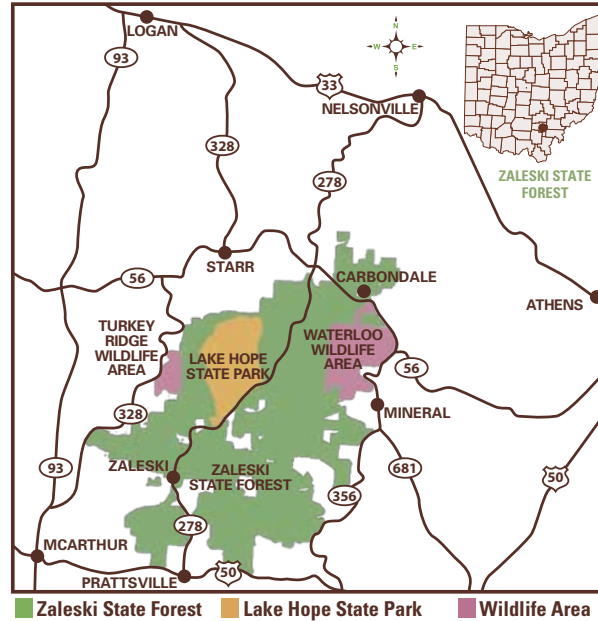 LOGAN
93
N
W E
S
33
NELSONVILLE
ZALESKI STATE
FOREST
328
278
STARR
56
CARBONDALE
ATHENS
TURKEY
RIDGE
WILDLIFE
AREA
LAKE HOPE
STATE PARK
WATERLOO
WILDLIFE
AREA
56
328
MINERAL
93
ZALESKI
ZALESKI
STATE FOREST
681
50
356
278
MCARTHUR
PRATTSVILLE
50
Zaleski State Forest
Lake Hope State Park
Wildlife Area